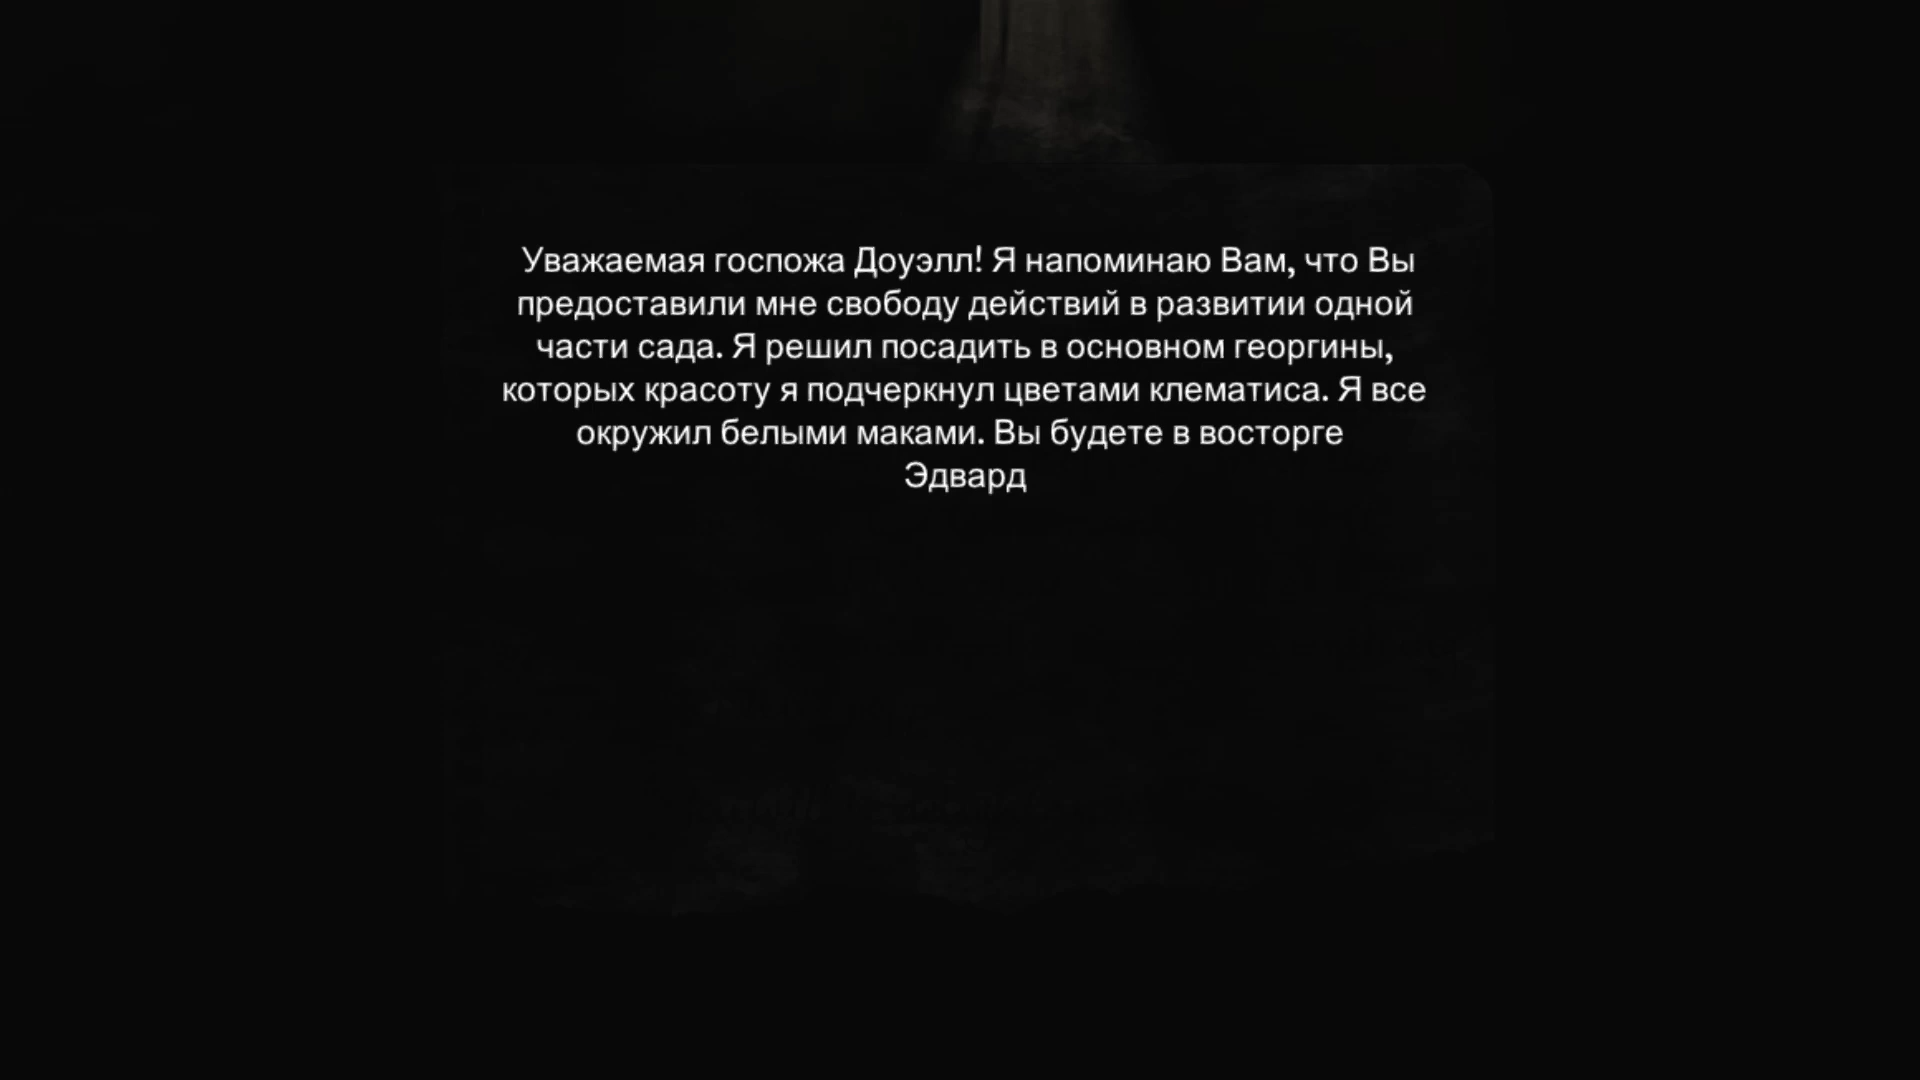 Уважаемая госпожа Доуэлл! Я напоминаю Вам, что Вы
предоставили мне свободу действий в развитии одной
части сада. Я решил посадить в основном георгины,
которых красоту я подчеркнул цветами клематиса. Я все
окружил белыми маками. Вы будете в восторге
Эдвард